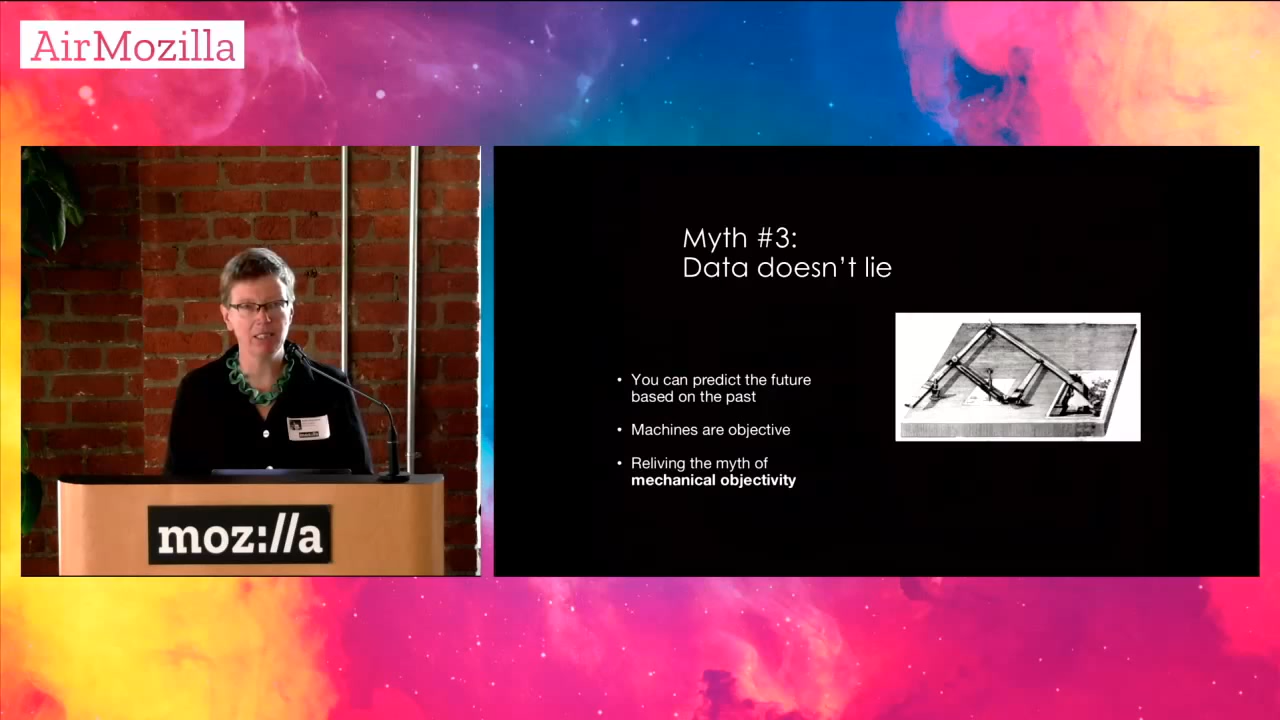 AirMozilla
Myth #3:
Data doesn’t lie
• You can predict the future
based on the past
• Machines are objective
• Reliving the myth of
mechanical objectivity
moz://a